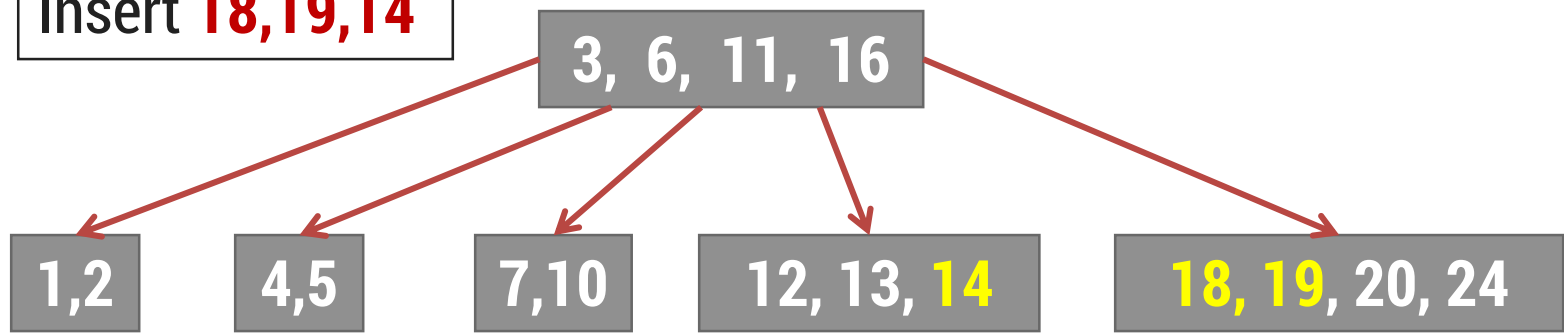 Insert 18,19,14
3, 6, 11, 16
1,2
4,5
7,10
12, 13, 14
18, 19, 20, 24